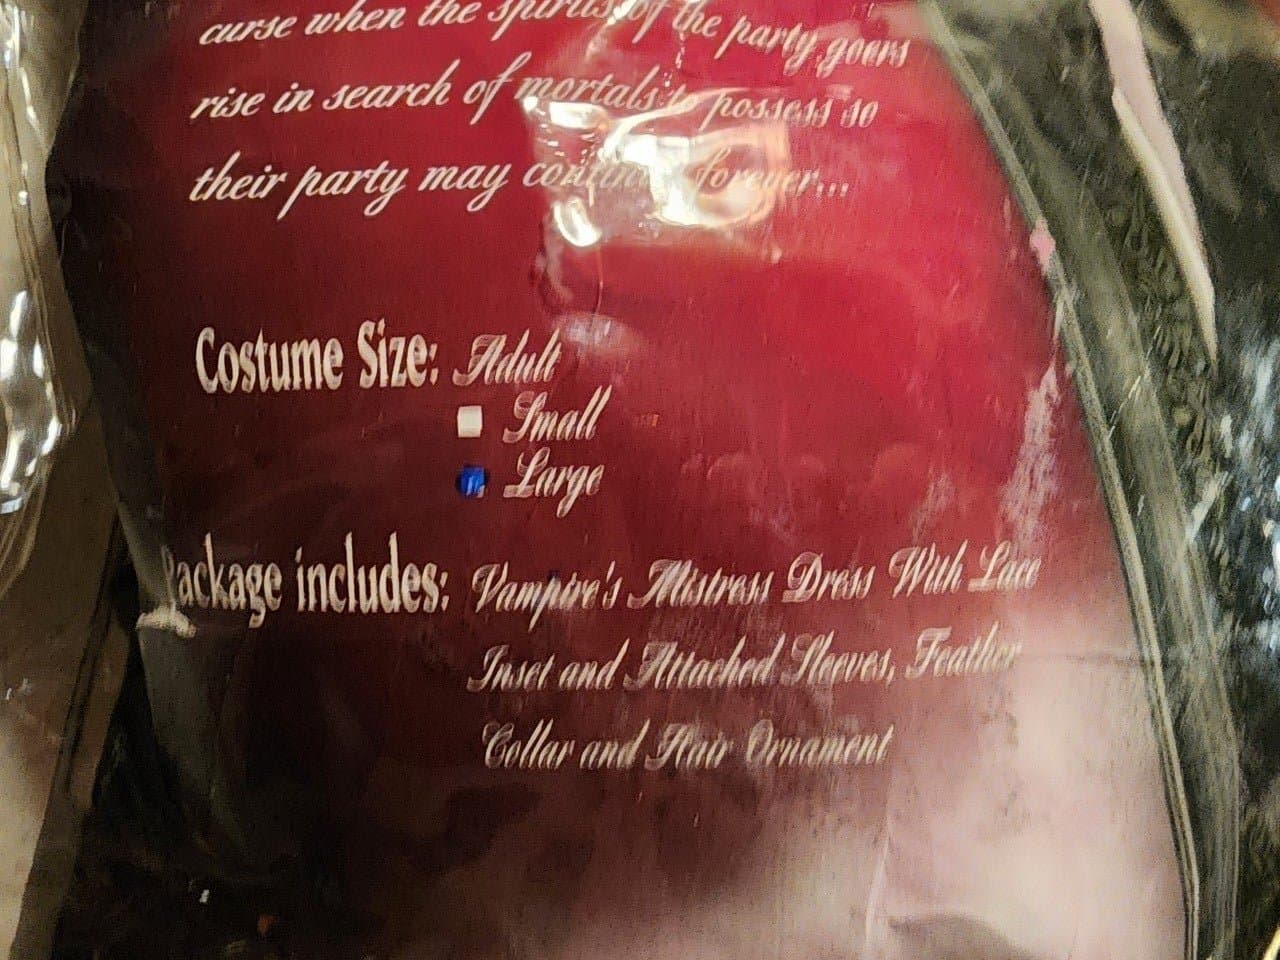 curse when the spirits of the party goers
rise in search of mortals to possess so
their party may continue forever...
Costume Size: Adult
Small
Large
Package includes: Vampire's Mistress Dress With Lace
Inset and Attached Sleeves, Feather
Collar and Hair Ornament